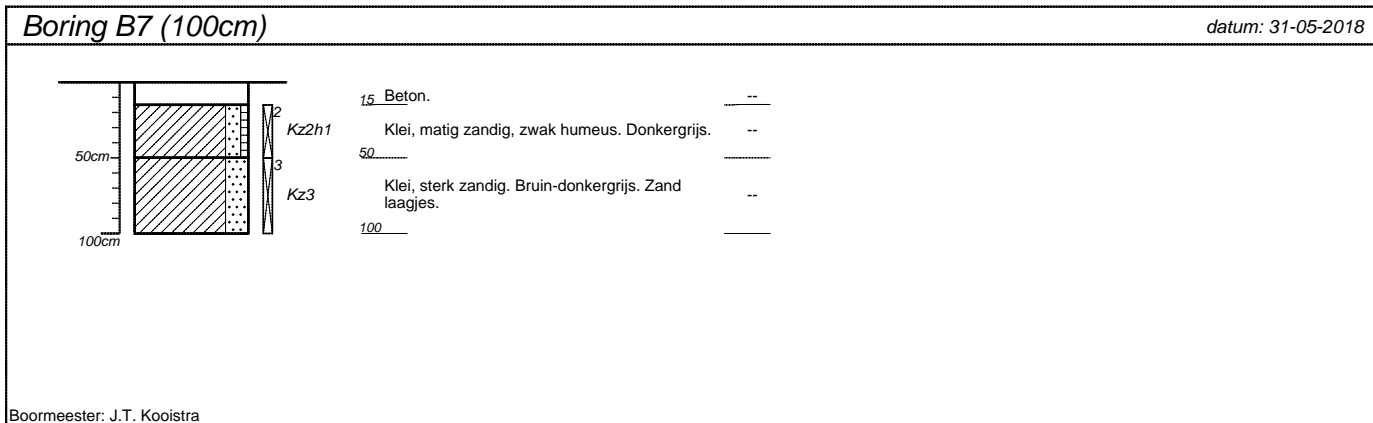 Boring B7 (100cm)
datum: 31-05-2018
15 Beton. --
2
Kz2h1 Klei, matig zandig, zwak humeus. Donkergrijs. --
50cm 50
3
Kz3 Klei, sterk zandig. Bruin-donkergrijs. Zand
laagjes. --
100cm 100
Boormeester: J.T. Kooistra